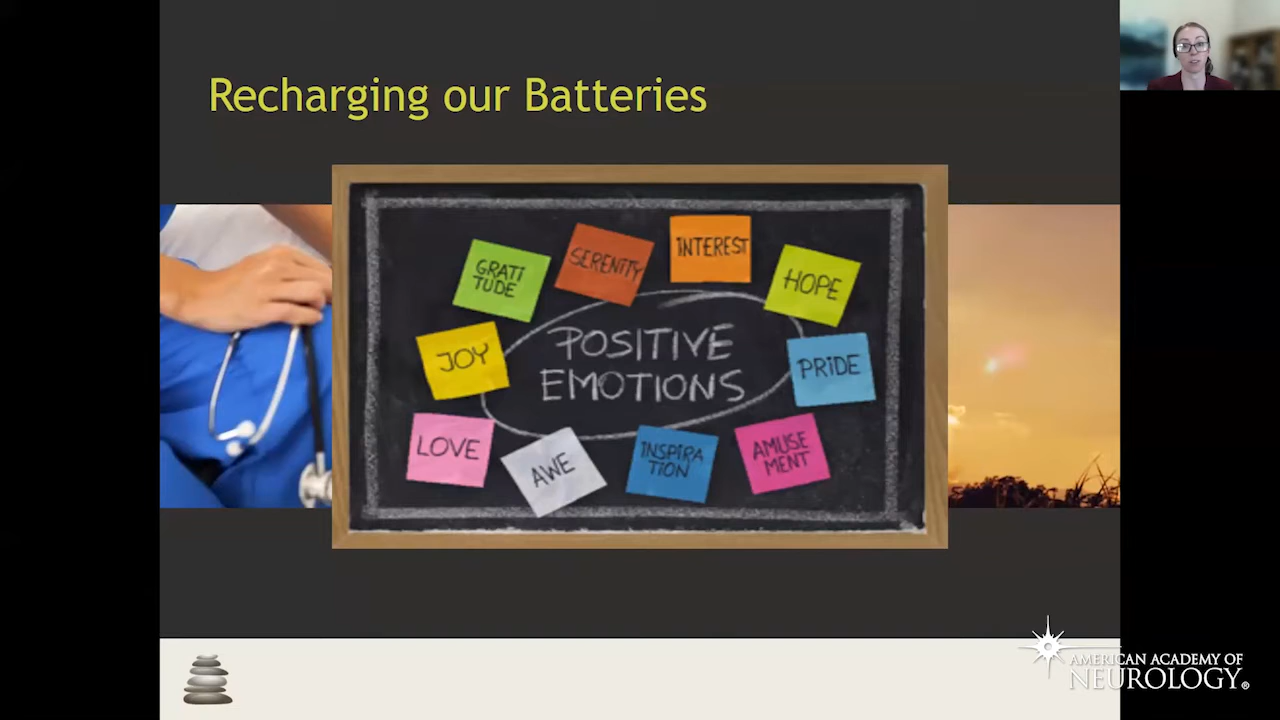 Recharging our Batteries
GRATI
TUDE
SERENITY
INTEREST
HOPE
JOY
POSITIVE
EMOTIONS
PRiDE
LOVE
AWE
INSPIRA
TION
AMUSE
MENT
AMERICAN ACADEMY OF
NEUROLOGY®